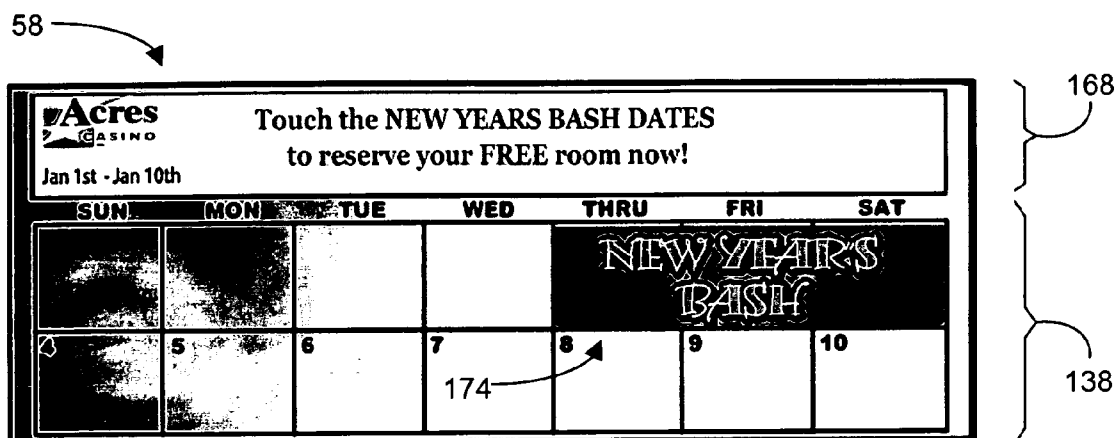 58
168
Acres
CASINO
Touch the NEW YEARS BASH DATES
to reserve your FREE room now!
Jan 1st - Jan 10th
SUN MON TUE WED THRU FRI SAT
NEW YEAR'S
BASH
4 5 6 7 8 9 10
174
138